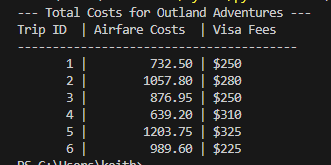 --- Total Costs for Outland Adventures ---
Trip ID | Airfare Costs | Visa Fees
------------------------------------------
1 | 732.50 | $250
2 | 1057.80 | $280
3 | 876.95 | $250
4 | 639.20 | $310
5 | 1203.75 | $325
6 | 989.60 | $225
PS C:\Users\keith>